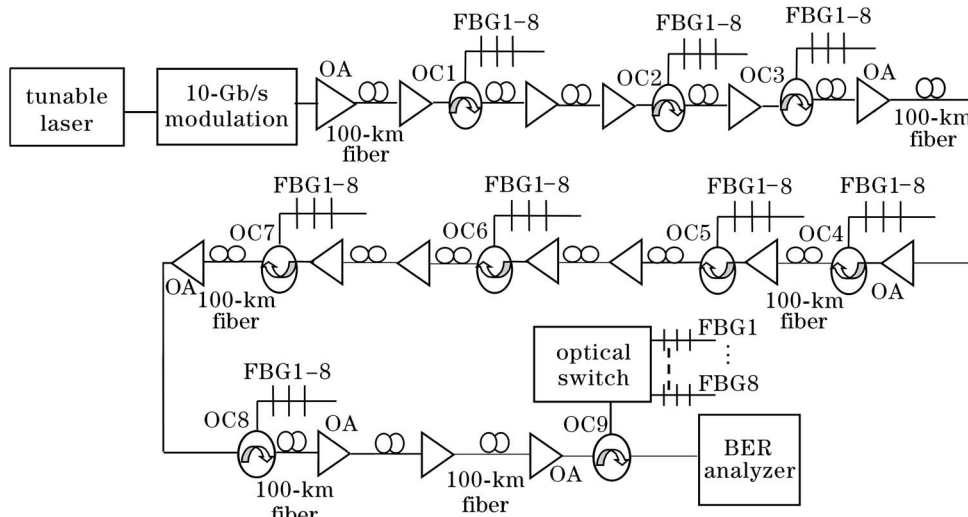 FBG1-8
FBG1-8
FBG1-8
OA
OC1
OC2
OC3
OA
tunable
laser
10-Gb/s
modulation
100-km
fiber
100-km
fiber
FBG1-8
FBG1-8
FBG1-8
FBG1-8
OC7
OC6
OC5
OC4
OA
100-km
fiber
100-km
fiber
OA
optical
switch
FBG1
FBG8
FBG1-8
OC8
OA
OC9
OA
BER
analyzer
100-km
fiber
100-km
fiber